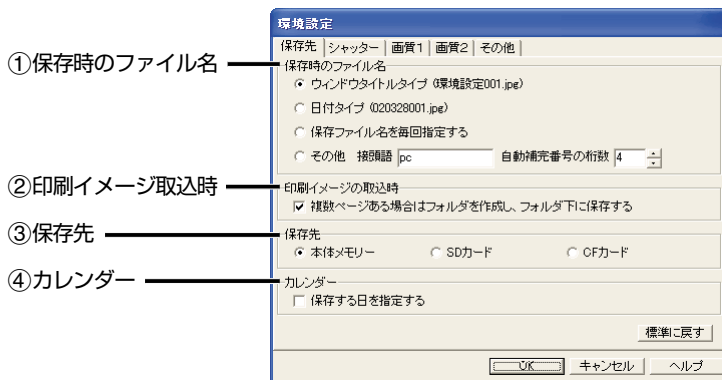 環境設定
保存先 シャッター 画質1 画質2 その他
①保存時のファイル名
保存時のファイル名
ウィンドウタイトルタイプ (環境設定001.jpg)
日付タイプ (020328001.jpg)
保存ファイル名を毎回指定する
その他 接頭語 pc 自動補完番号の桁数 4
②印刷イメージ取込時
印刷イメージの取込時
複数ページある場合はフォルダを作成し、フォルダ下に保存する
③保存先
保存先
本体メモリー SDカード CFカード
④カレンダー
カレンダー
保存する日を指定する
標準に戻す
OK キャンセル ヘルプ